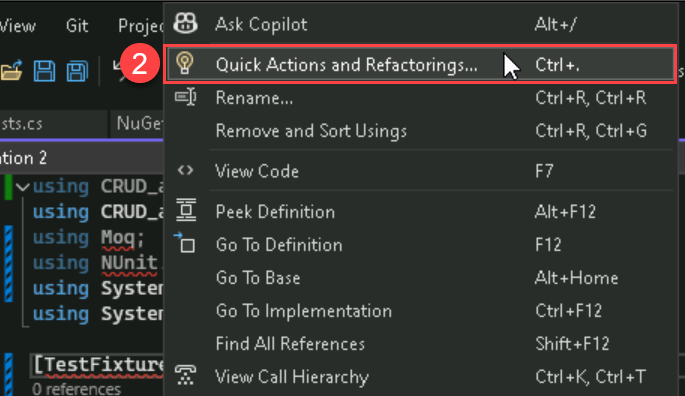 View Git Projec
Ask Copilot Alt+/
2
Quick Actions and Refactorings... Ctrl+.
Rename... Ctrl+R, Ctrl+R
Remove and Sort Usings Ctrl+R, Ctrl+G
View Code F7
Peek Definition Alt+F12
Go To Definition F12
Go To Base Alt+Home
Go To Implementation Ctrl+F12
Find All References Shift+F12
View Call Hierarchy Ctrl+K, Ctrl+T
sts.cs NuGet
ation 2
using CRUD_a
using CRUD_a
using Moq;
using NUnit
using System
using System
[TestFixture
0 references
s